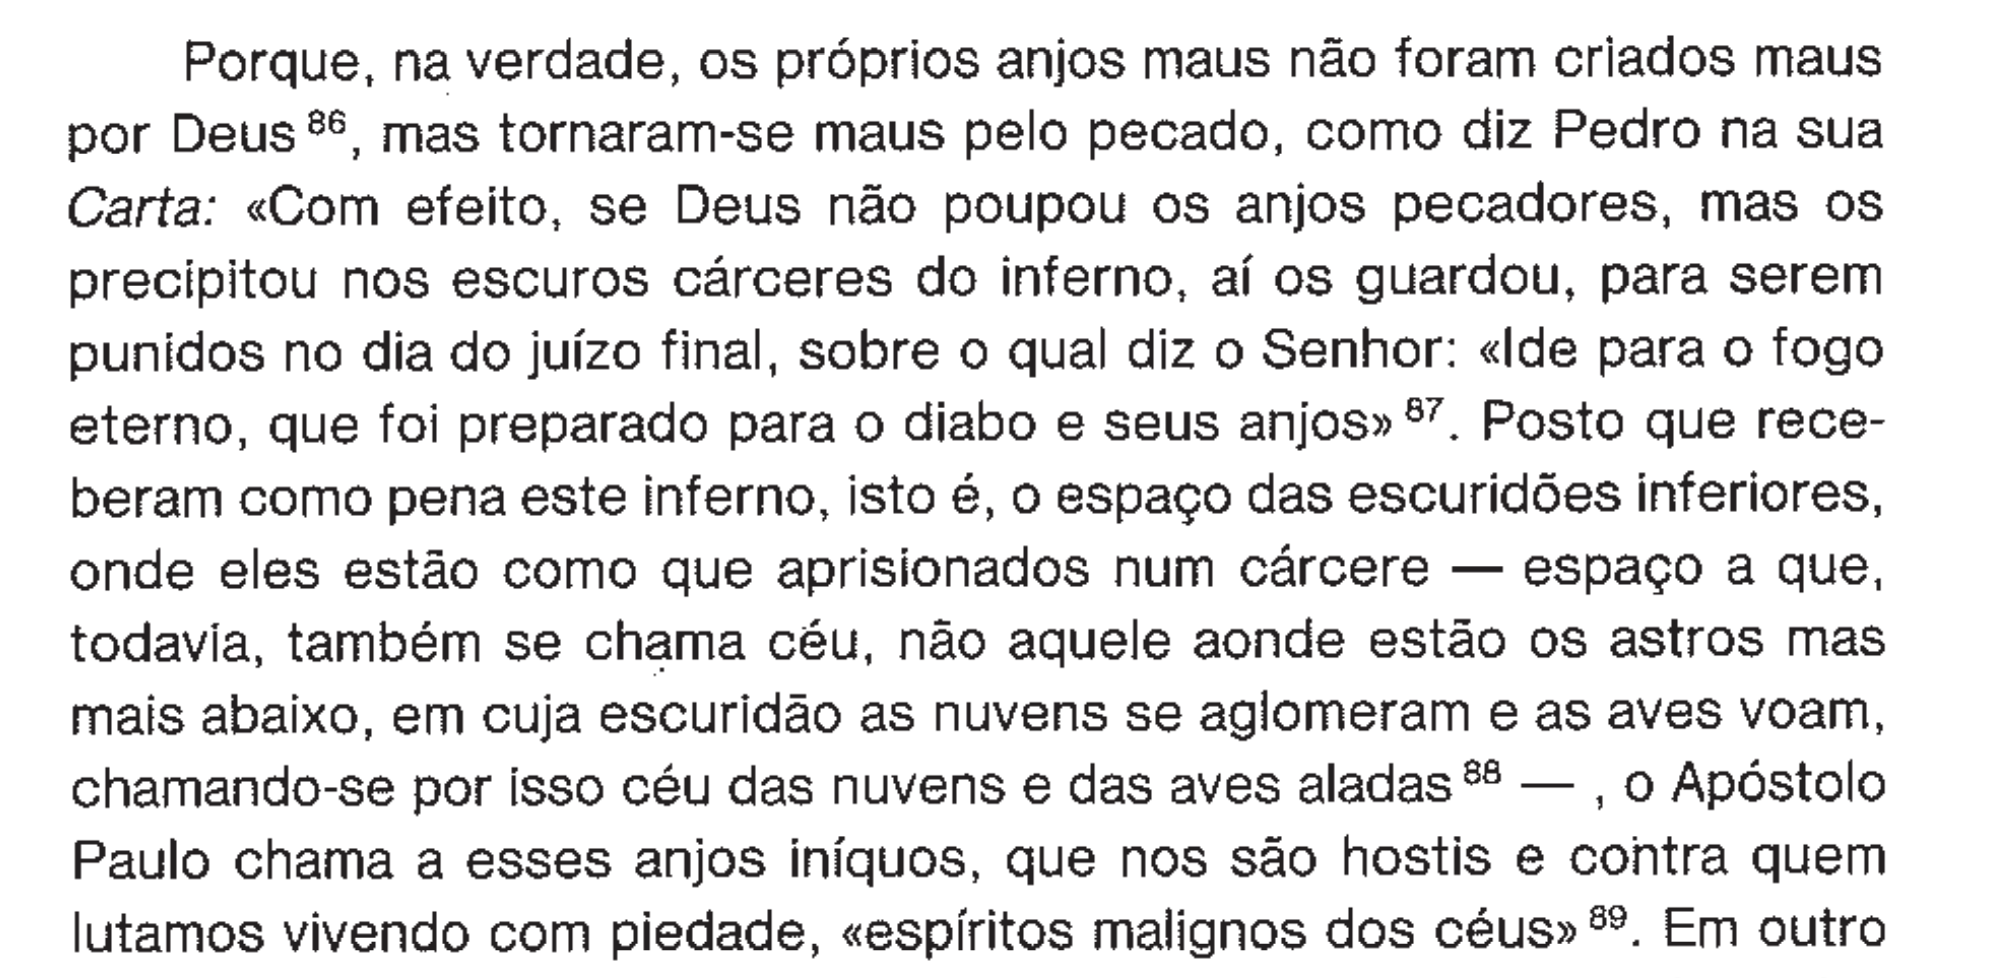 Porque, na verdade, os próprios anjos maus não foram criados maus
por Deus 86, mas tornaram-se maus pelo pecado, como diz Pedro na sua
Carta: «Com efeito, se Deus não poupou os anjos pecadores, mas os
precipitou nos escuros cárceres do inferno, aí os guardou, para serem
punidos no dia do juízo final, sobre o qual diz o Senhor: «Ide para o fogo
eterno, que foi preparado para o diabo e seus anjos» 87. Posto que rece-
beram como pena este inferno, isto é, o espaço das escuridões inferiores,
onde eles estão como que aprisionados num cárcere — espaço a que,
todavia, também se chama céu, não aquele aonde estão os astros mas
mais abaixo, em cuja escuridão as nuvens se aglomeram e as aves voam,
chamando-se por isso céu das nuvens e das aves aladas 88 — , o Apóstolo
Paulo chama a esses anjos iníquos, que nos são hostis e contra quem
lutamos vivendo com piedade, «espíritos malignos dos céus» 89. Em outro